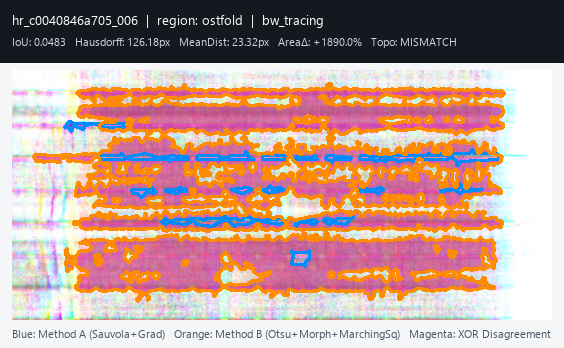 hr_c0040846a705_006 | region: ostfold | bw_tracing
IoU: 0.0483 Hausdorf: 126.18px MeanDist: 23.32px AreaΔ: +1890.0% Topo: MISMATCH
Blue: Method A (Sauvola+Grad) Orange: Method B (Otsu+Morph+MarchingSq) Magenta: XOR Disagreement